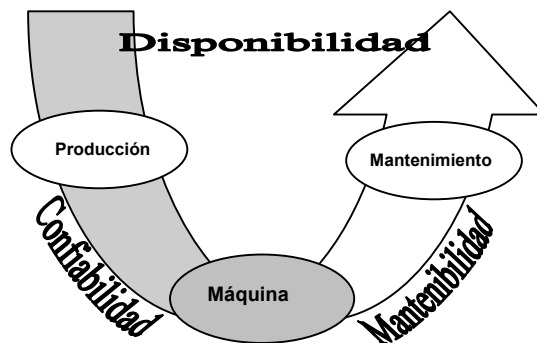 Disponibilidad
Producción
Mantenimiento
Confiabilidad
Máquina
Mantenibilidad